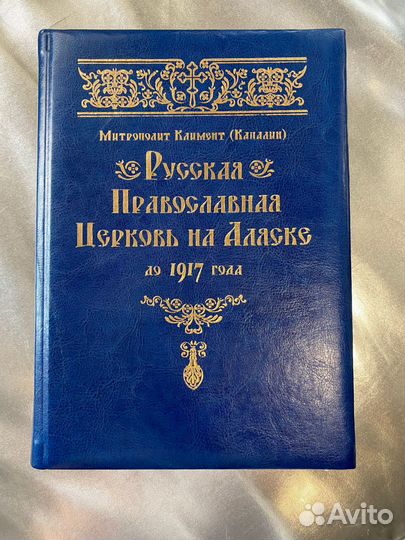 Митрополит Климент (Капалин)
Русская
Православная
Церковь на Аляске
до 1917 года
Avito